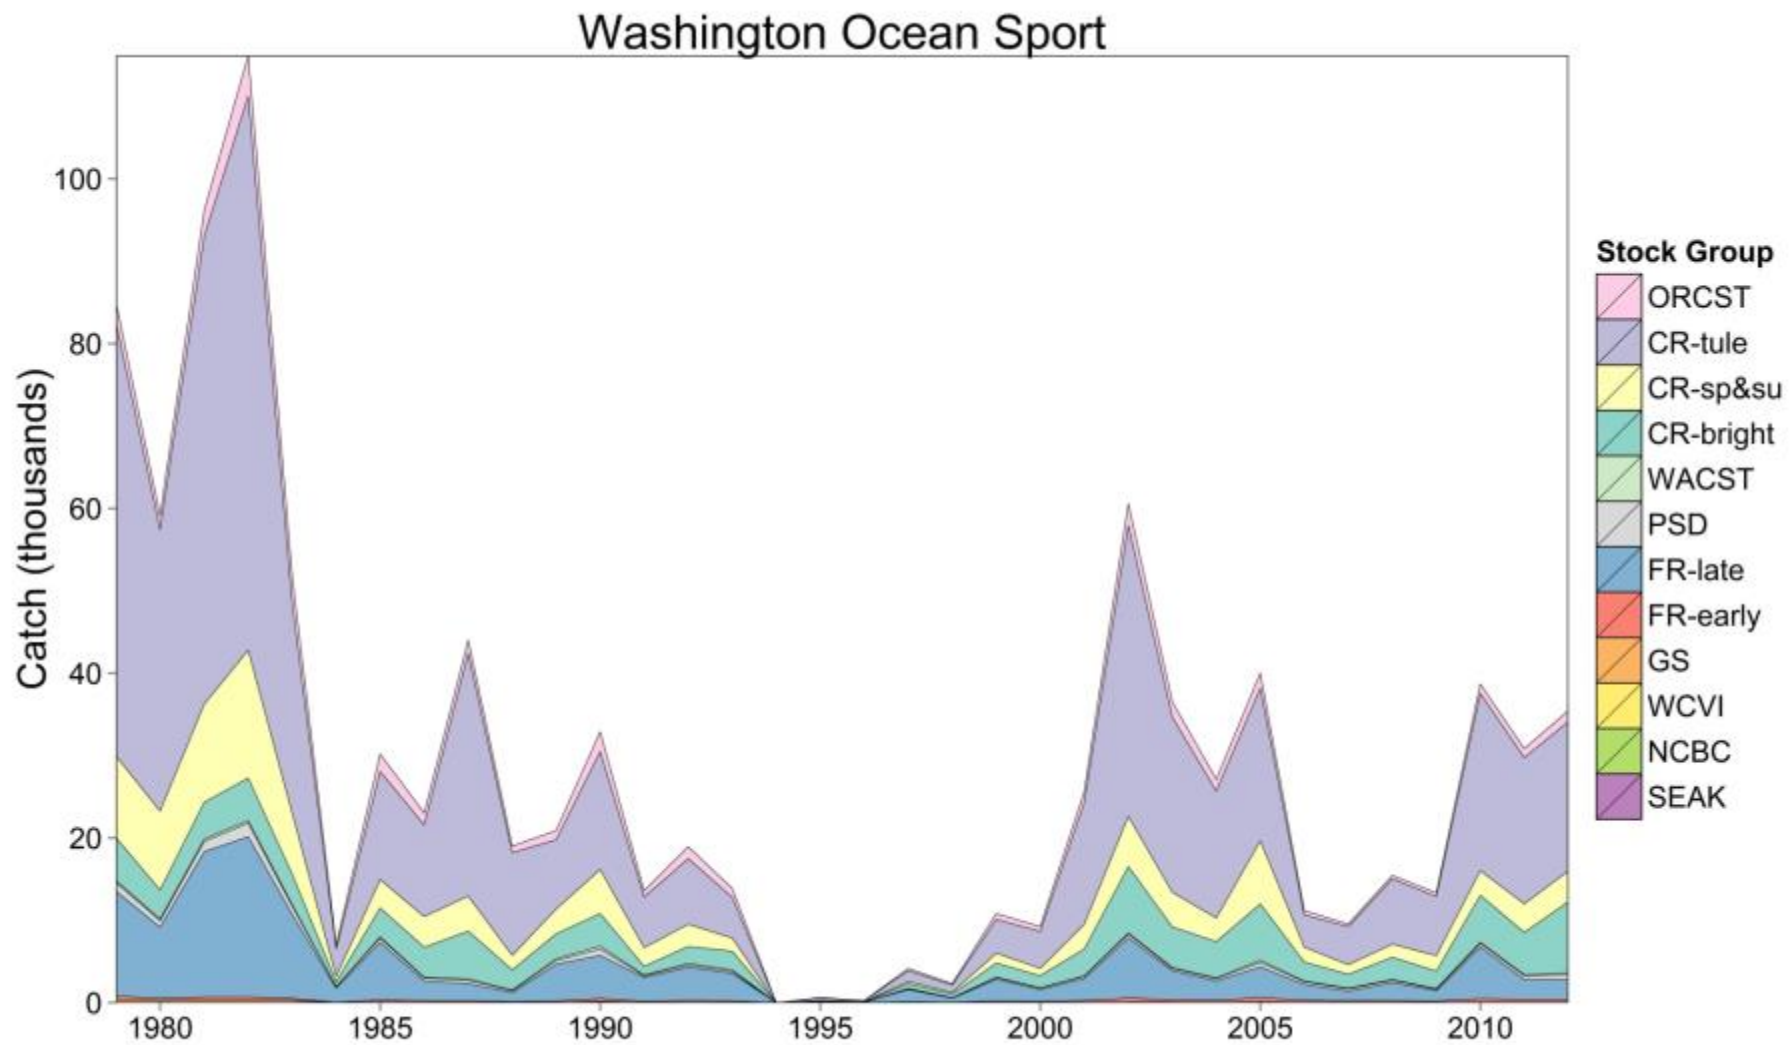 Washington Ocean Sport
Catch (thousands)
100
80
60
40
20
0
1980
1985
1990
1995
2000
2005
2010
Stock Group
ORCST
CR-tule
CR-sp&su
CR-bright
WACST
PSD
FR-late
FR-early
GS
WCVI
NCBC
SEAK